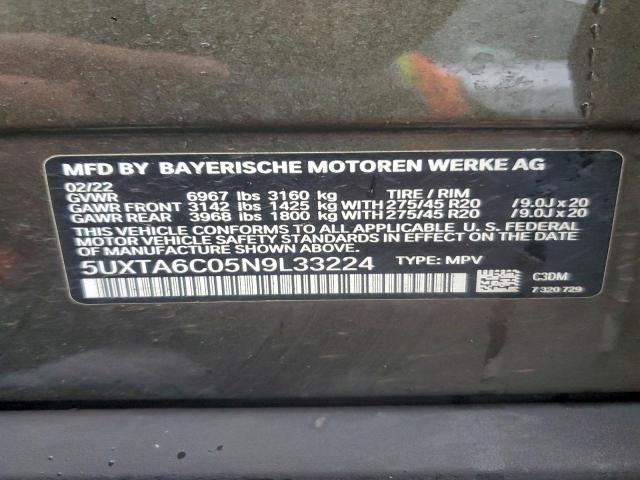 MFD BY BAYERISCHE MOTOREN WERKE AG
02/22
GVWR 6967 lbs 3160 kg TIRE / RIM
GAWR FRONT 3142 lbs 1425 kg WITH 275/45 R20 /9.0J x 20
GAWR REAR 3968 lbs 1800 kg WITH 275/45 R20 /9.0J x 20
THIS VEHICLE CONFORMS TO ALL APPLICABLE U. S. FEDERAL
MOTOR VEHICLE SAFETY STANDARDS IN EFFECT ON THE DATE
OF MANUFACTURE SHOWN ABOVE.
5UXTA6C05N9L33224 TYPE: MPV
C3DM
7 320 729